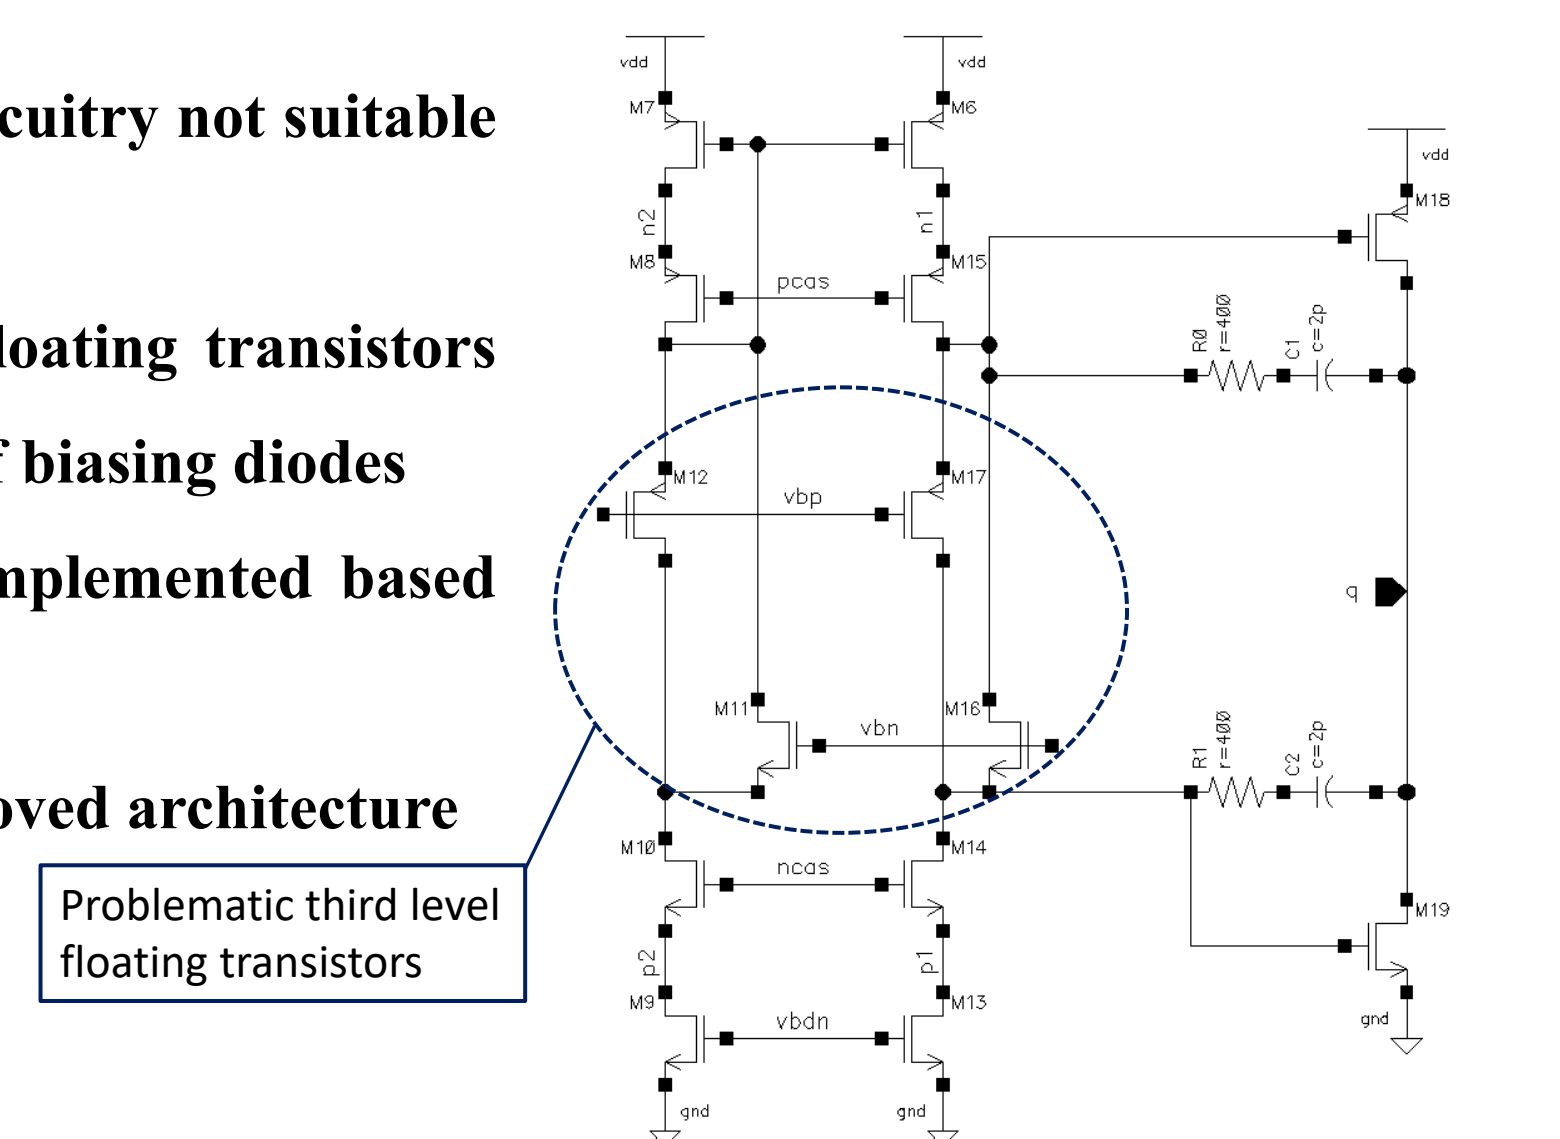 cuitry not suitable
loating transistors
f biasing diodes
mplemented based
oved architecture
Problematic third level
floating transistors
vdd
vdd
M7
M6
vdd
M18
n2
n1
M8
M15
pcas
R0
r=400
C1
c=2p
M12
M17
vbp
q
M11
M16
vbn
R1
r=400
C2
c=2p
M10
M14
ncas
M19
p2
p1
M9
M13
vbdn
gnd
gnd
gnd